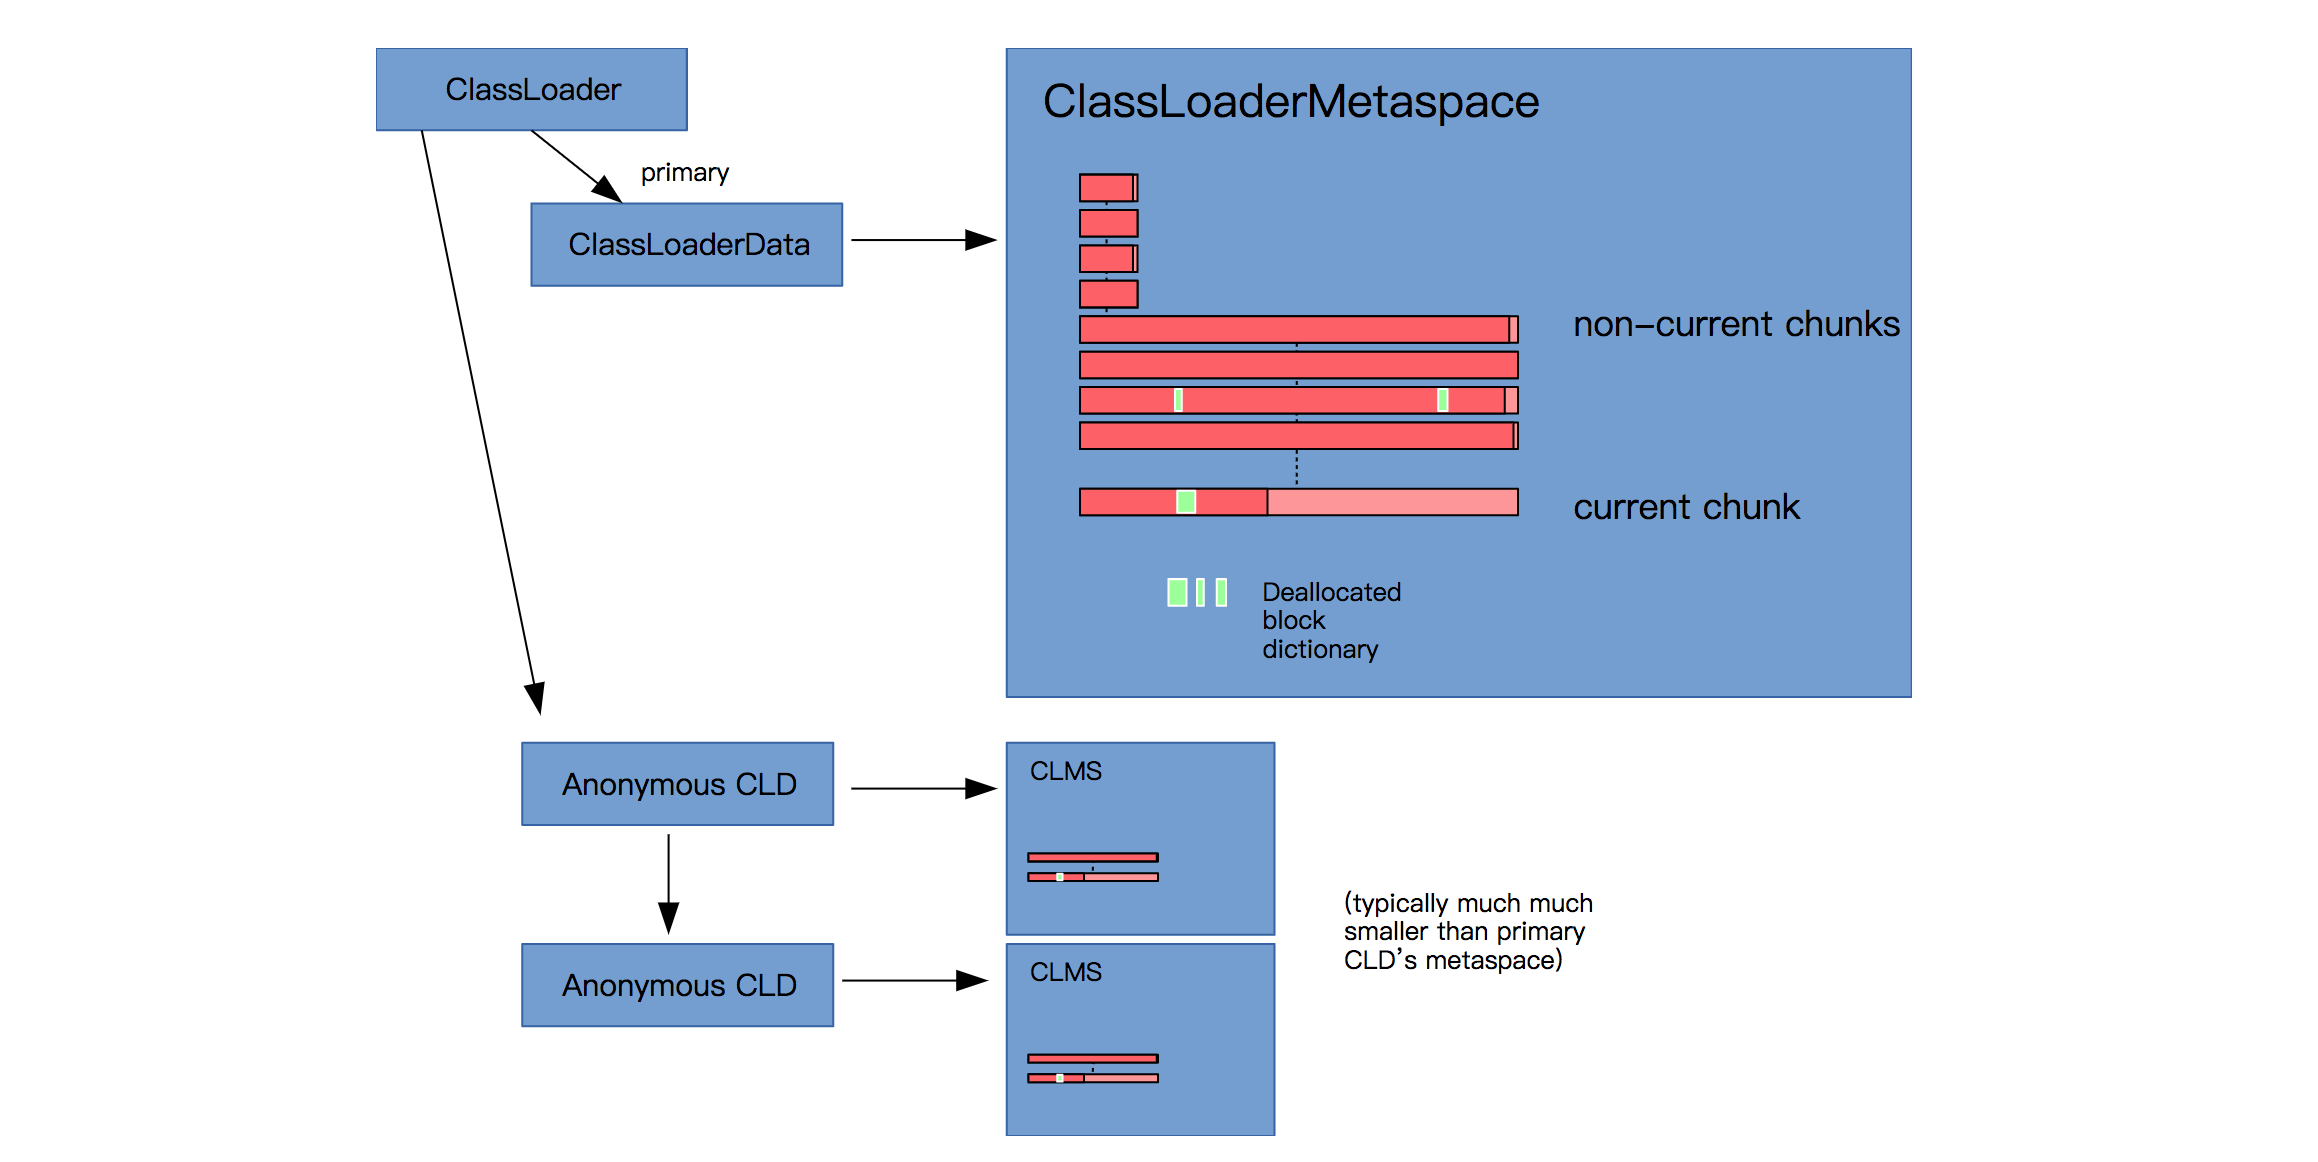 ClassLoader
primary
ClassLoaderData
ClassLoaderMetaspace
non-current chunks
current chunk
Deallocated
block
dictionary
Anonymous CLD
CLMS
(typically much much
smaller than primary
CLD’s metaspace)
Anonymous CLD
CLMS